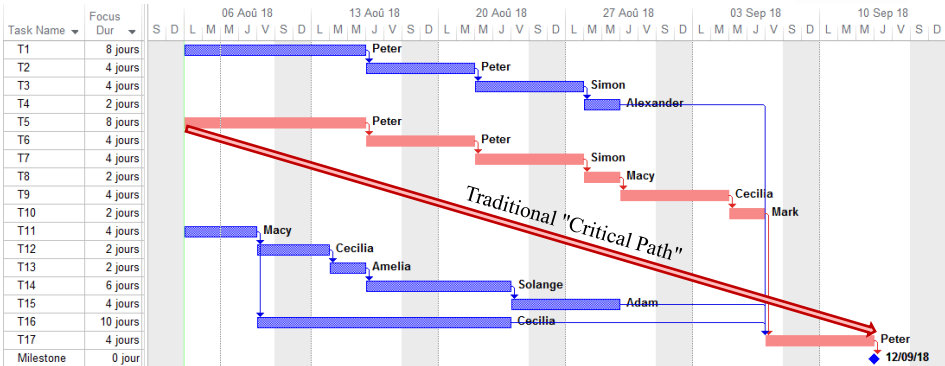 Task Name Focus Dur
06 Aoû 18 13 Aoû 18 20 Aoû 18 27 Aoû 18 03 Sep 18 10 Sep 18
S D L M M J V S D L M M J V S D L M M J V S D L M M J V S D L M M J V S D L M M J V S D
T1 8 jours Peter
T2 4 jours Peter
T3 4 jours Simon
T4 2 jours Alexander
T5 8 jours Peter
T6 4 jours Peter
T7 4 jours Simon
T8 2 jours Macy
T9 4 jours Cecilia
T10 2 jours Mark
Traditional "Critical Path"
T11 4 jours Macy
T12 2 jours Cecilia
T13 2 jours Amelia
T14 6 jours Solange
T15 4 jours Adam
T16 10 jours Cecilia
T17 4 jours Peter
Milestone 0 jour 12/09/18